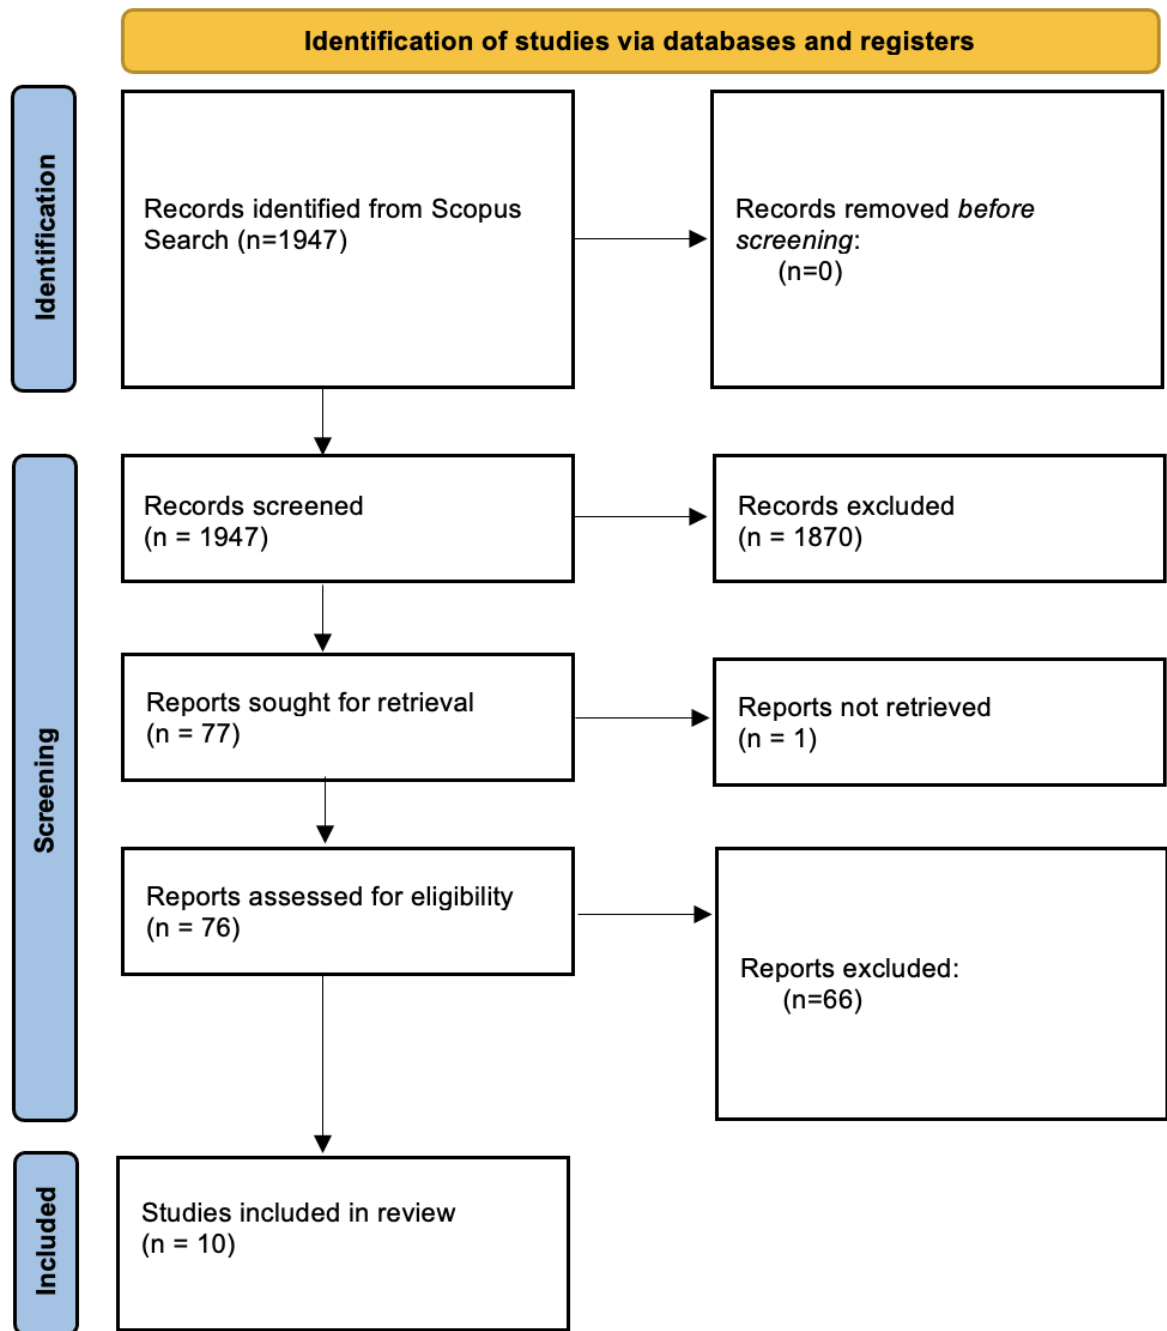 Identification of studies via databases and registers
Identification
Records identified from Scopus
Search (n=1947)
Records removed before
screening:
(n=0)
Screening
Records screened
(n = 1947)
Records excluded
(n = 1870)
Reports sought for retrieval
(n = 77)
Reports not retrieved
(n = 1)
Reports assessed for eligibility
(n = 76)
Reports excluded:
(n=66)
Included
Studies included in review
(n = 10)